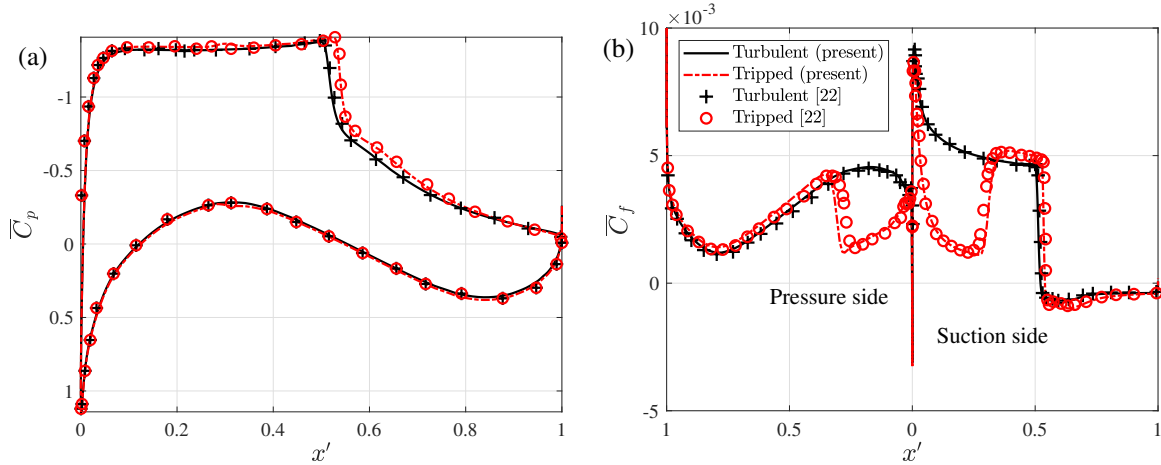 (a)
-1
-0.5
0
0.5
1
C̅p
0 0.2 0.4 0.6 0.8 1
x′
(b)
×10⁻³
10
5
0
-5
C̅f
Turbulent (present)
Tripped (present)
Turbulent [22]
Tripped [22]
Pressure side
Suction side
1 0.5 0 0.5 1
x′